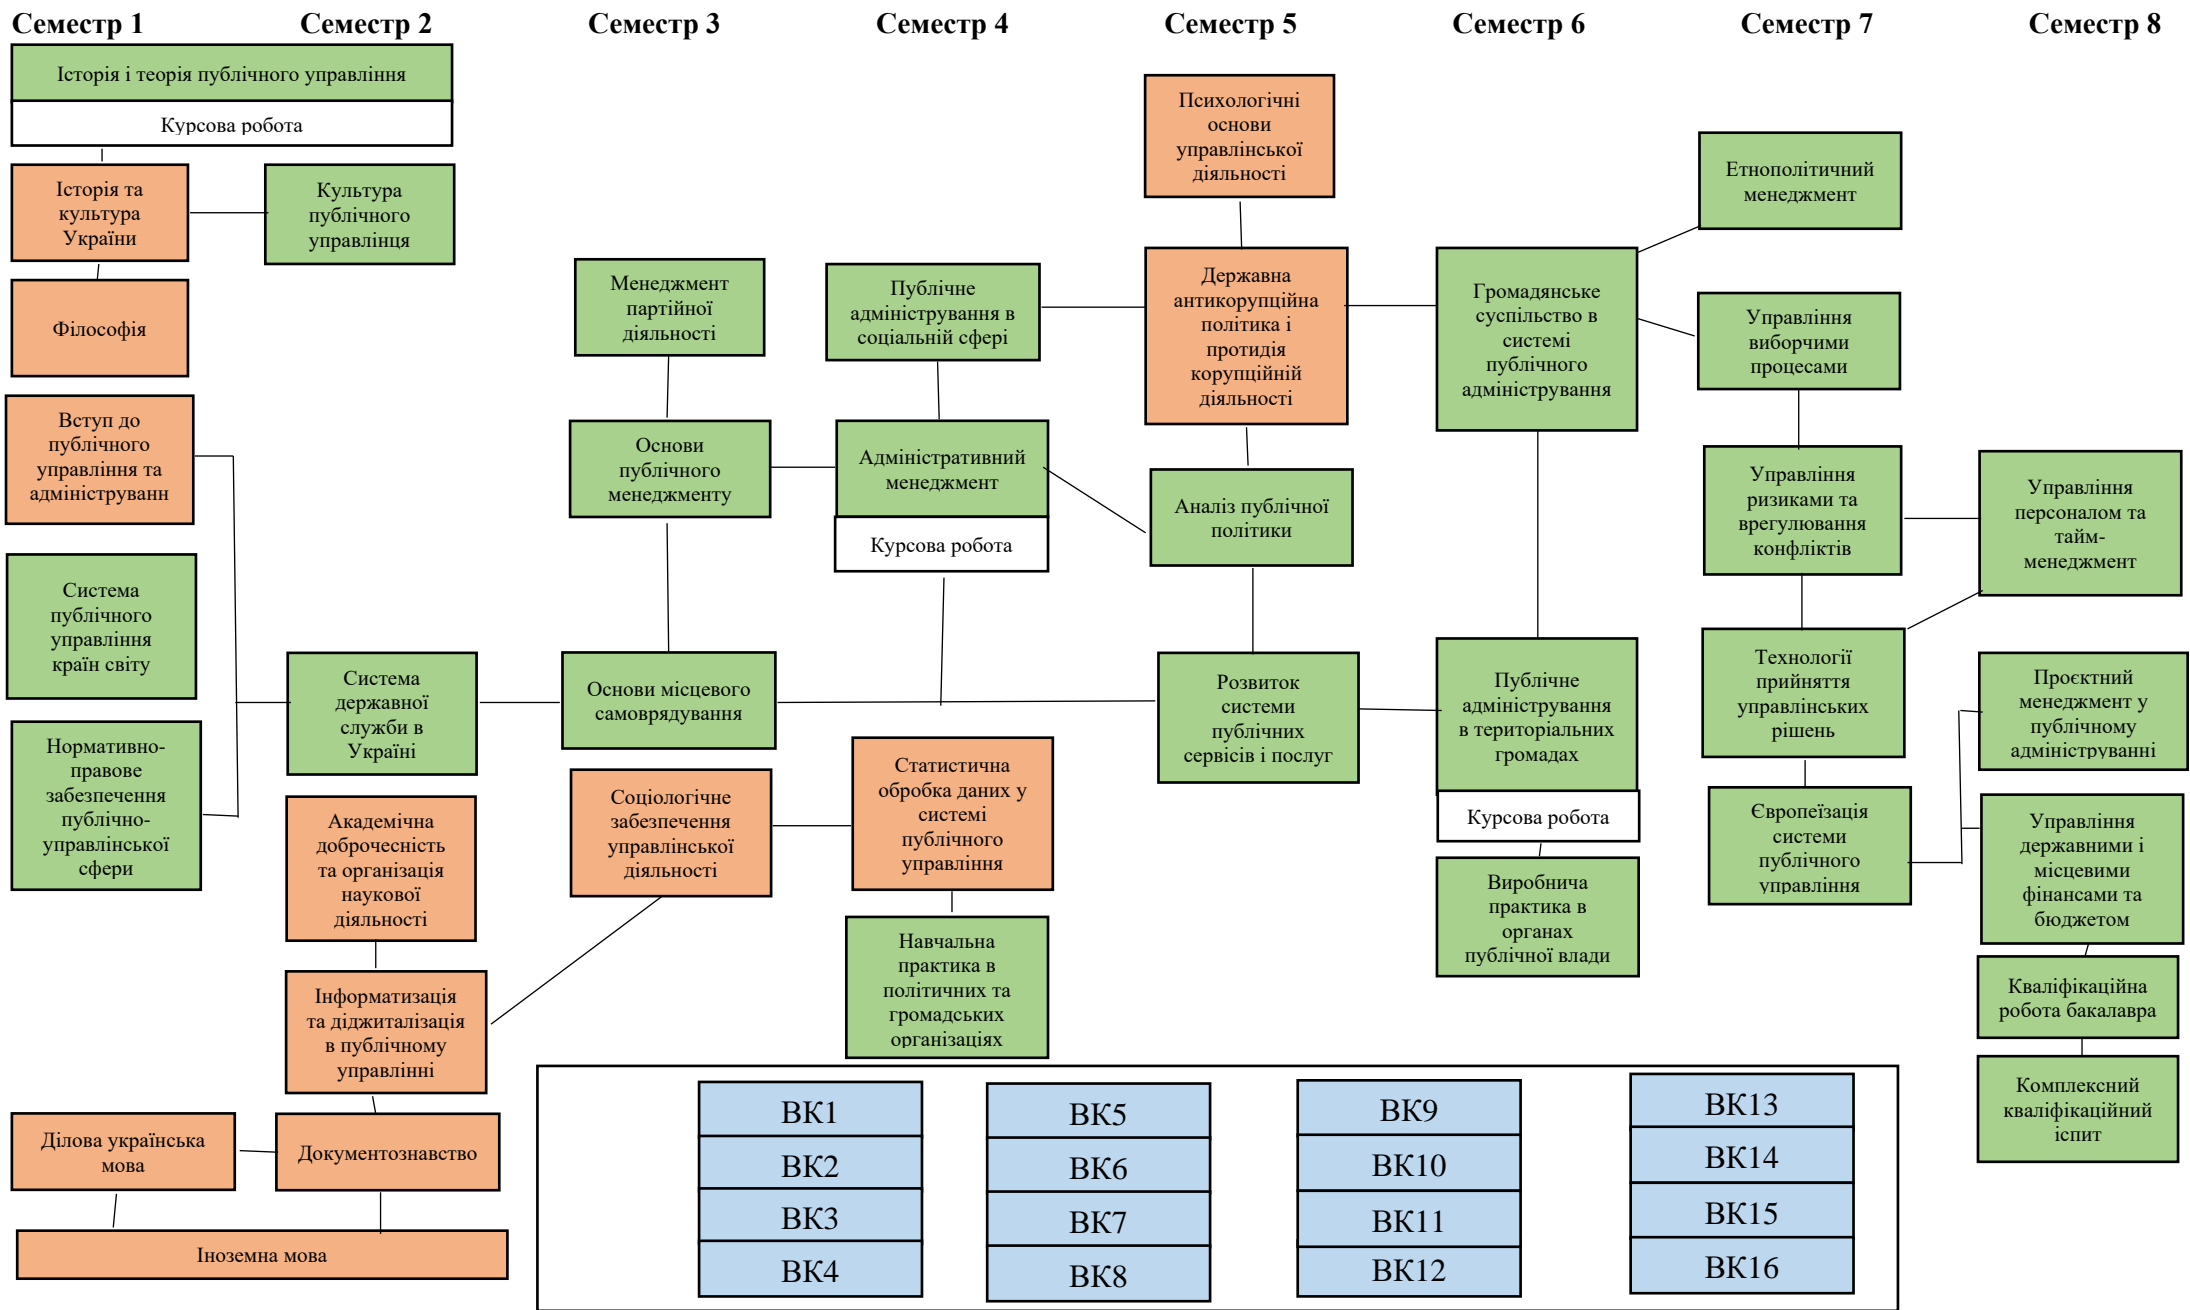 Семестр 1
Семестр 2
Семестр 3
Семестр 4
Семестр 5
Семестр 6
Семестр 7
Семестр 8
Історія і теорія публічного управління
Курсова робота
Історія та
культура
України
Культура
публічного
управлінця
Філософія
Вступ до
публічного
управління та
адмініструванн
Система
публічного
управління
країн світу
Нормативно-
правове
забезпечення
публічно-
управлінської
сфери
Система
державної
служби в
Україні
Академічна
доброчесність
та організація
наукової
діяльності
Інформатизація
та діджиталізація
в публічному
управлінні
Ділова українська
мова
Документознавство
Іноземна мова
Менеджмент
партійної
діяльності
Основи
публічного
менеджменту
Основи місцевого
самоврядування
Соціологічне
забезпечення
управлінської
діяльності
Публічне
адміністрування в
соціальній сфері
Адміністративний
менеджмент
Курсова робота
Статистична
обробка даних у
системі
публічного
управління
Навчальна
практика в
політичних та
громадських
організаціях
Психологічні
основи
управлінської
діяльності
Державна
антикорупційна
політика і
протидія
корупційній
діяльності
Аналіз публічної
політики
Розвиток
системи
публічних
сервісів і послуг
Громадянське
суспільство в
системі
публічного
адміністрування
Публічне
адміністрування
в територіальних
громадах
Курсова робота
Виробнича
практика в
органах
публічної влади
Етнополітичний
менеджмент
Управління
виборчими
процесами
Управління
ризиками та
врегулювання
конфліктів
Технології
прийняття
управлінських
рішень
Європеїзація
системи
публічного
управління
Управління
персоналом та
тайм-
менеджмент
Проєктний
менеджмент у
публічному
адмініструванні
Управління
державними і
місцевими
фінансами та
бюджетом
Кваліфікаційна
робота бакалавра
Комплексний
кваліфікаційний
іспит
ВК1
ВК2
ВК3
ВК4
ВК5
ВК6
ВК7
ВК8
ВК9
ВК10
ВК11
ВК12
ВК13
ВК14
ВК15
ВК16